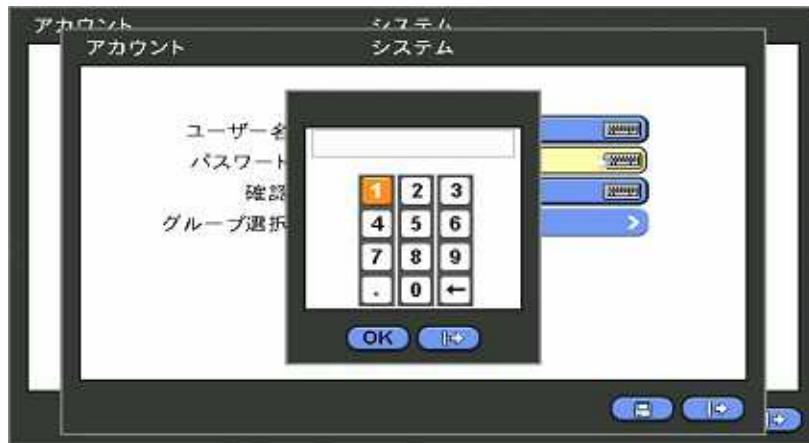 アカウント システム
アカウント システム
ユーザー名
パスワード
確認
グループ選択
1 2 3
4 5 6
7 8 9
. 0 ←
OK